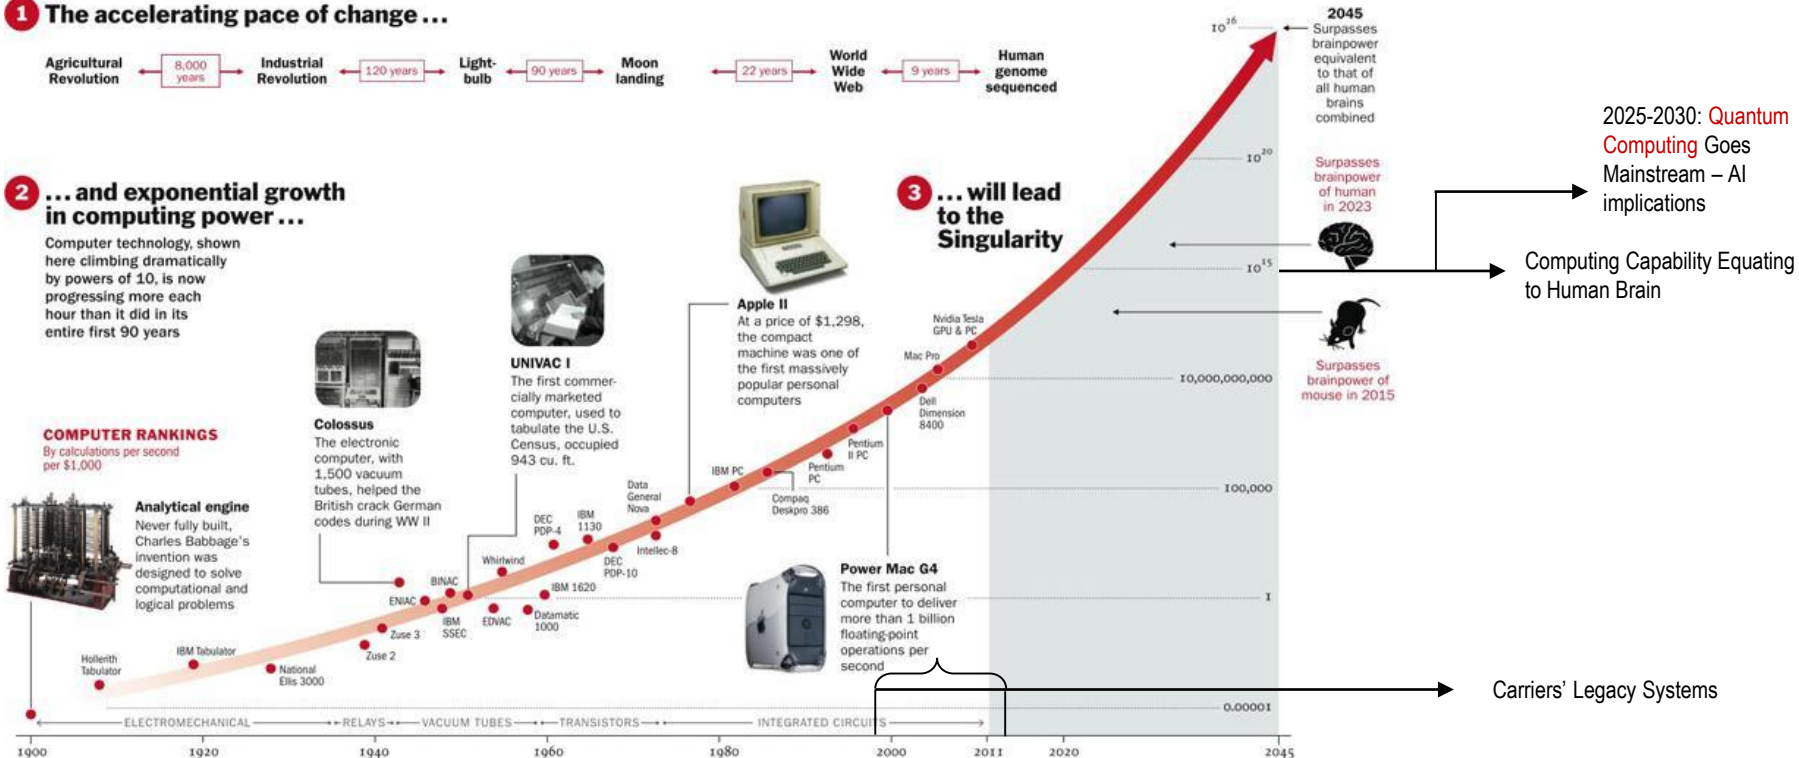 1 The accelerating pace of change ...
Agricultural
Revolution
8,000
years
Industrial
Revolution
120 years
Light-
bulb
90 years
Moon
landing
22 years
World
Wide
Web
9 years
Human
genome
sequenced
2 ... and exponential growth
in computing power ...
Computer technology, shown
here climbing dramatically
by powers of 10, is now
progressing more each
hour than it did in its
entire first 90 years
COMPUTER RANKINGS
By calculations per second
per $1,000
Analytical engine
Never fully built,
Charles Babbage's
invention was
designed to solve
computational and
logical problems
Colossus
The electronic
computer, with
1,500 vacuum
tubes, helped the
British crack German
codes during WW II
UNIVAC I
The first commer-
cially marketed
computer, used to
tabulate the U.S.
Census, occupied
943 cu. ft.
Apple II
At a price of $1,298,
the compact
machine was one of
the first massively
popular personal
computers
Power Mac G4
The first personal
computer to deliver
more than 1 billion
floating-point
operations per
second
3 ... will lead
to the
Singularity
Hollerith
Tabulator
IBM Tabulator
National
Ellis 3000
Zuse 2
Zuse 3
ENIAC
BINAC
IBM
SSEC
Whirlwind
EDVAC
Datamatic
1000
IBM 1620
DEC
PDP-4
IBM
1130
DEC
PDP-10
Data
General
Nova
Intellec-8
IBM PC
Compaq
Deskpro 386
Pentium
PC
Pentium
II PC
Dell
Dimension
8400
Mac Pro
Nvidia Tesla
GPU & PC
10²⁶
10²⁰
10¹⁵
10,000,000,000
100,000
1
0.00001
2045
Surpasses
brainpower
equivalent
to that of
all human
brains
combined
Surpasses
brainpower
of human
in 2023
Surpasses
brainpower of
mouse in 2015
2025-2030: Quantum
Computing Goes
Mainstream – AI
implications
Computing Capability Equating
to Human Brain
Carriers' Legacy Systems
ELECTROMECHANICAL
RELAYS
VACUUM TUBES
TRANSISTORS
INTEGRATED CIRCUITS
1900
1920
1940
1960
1980
2000
2011
2020
2045